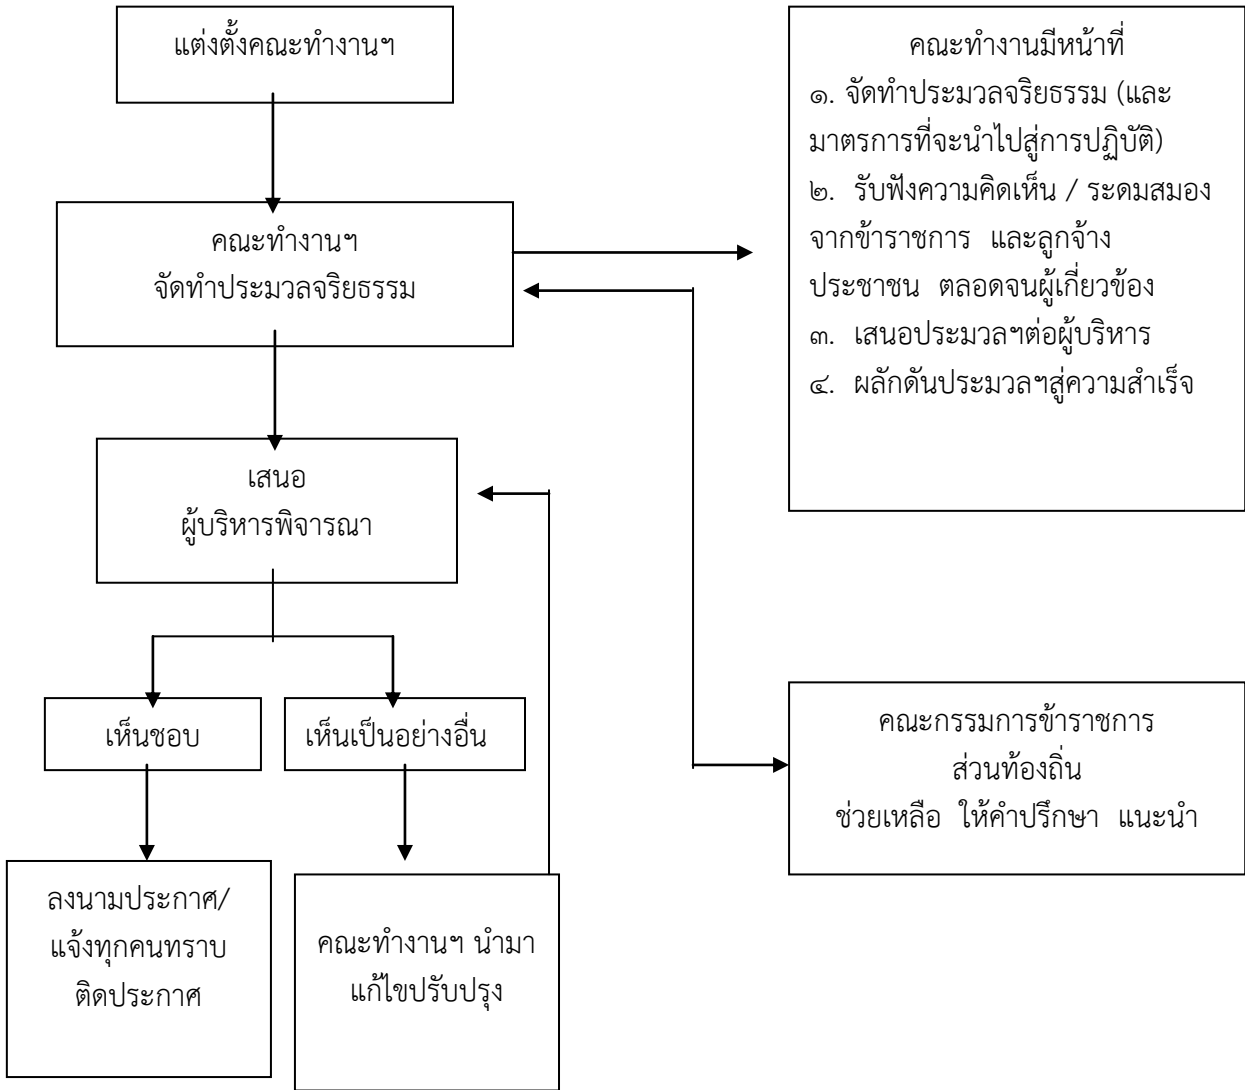 แต่งตั้งคณะทำงานฯ
คณะทำงานฯ
จัดทำประมวลจริยธรรม
เสนอ
ผู้บริหารพิจารณา
เห็นชอบ
เห็นเป็นอย่างอื่น
ลงนามประกาศ/
แจ้งทุกคนทราบ
ติดประกาศ
คณะทำงานฯ นำมา
แก้ไขปรับปรุง
คณะทำงานมีหน้าที่
๑. จัดทำประมวลจริยธรรม (และ
มาตรการที่จะนำไปสู่การปฏิบัติ)
๒. รับฟังความคิดเห็น / ระดมสมอง
จากข้าราชการ และลูกจ้าง
ประชาชน ตลอดจนผู้เกี่ยวข้อง
๓. เสนอประมวลฯต่อผู้บริหาร
๔. ผลักดันประมวลฯสู่ความสำเร็จ
คณะกรรมการข้าราชการ
ส่วนท้องถิ่น
ช่วยเหลือ ให้คำปรึกษา แนะนำ